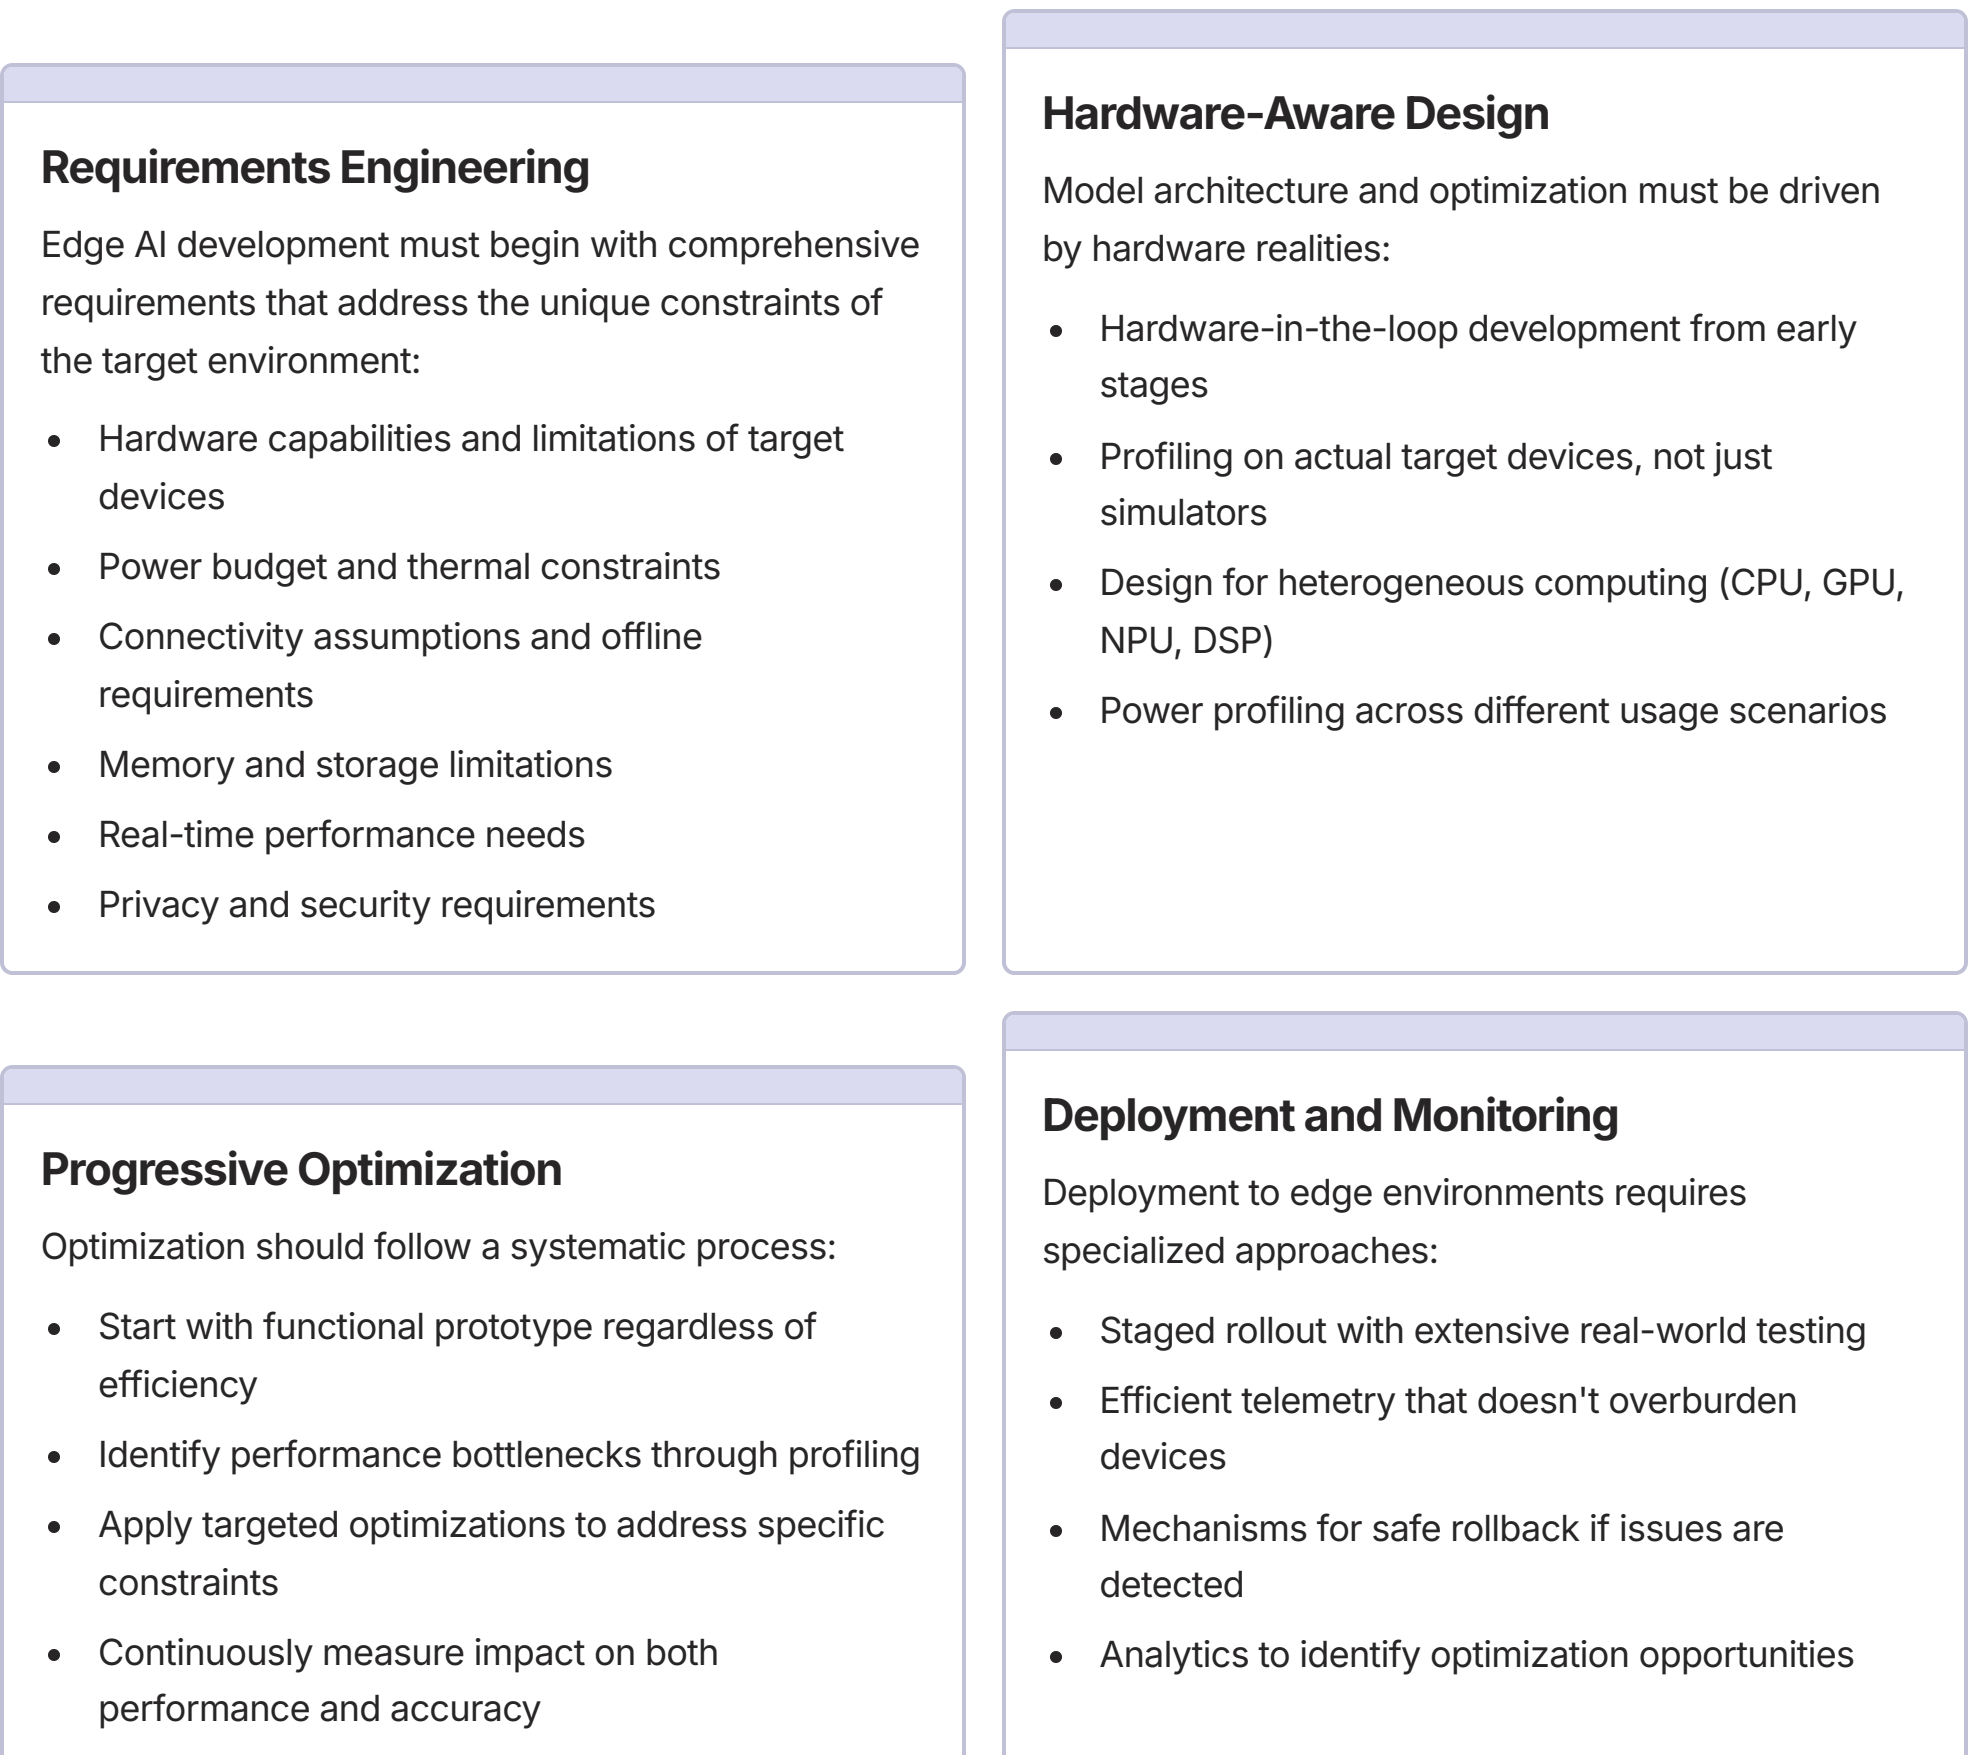 Requirements Engineering
Edge AI development must begin with comprehensive
requirements that address the unique constraints of
the target environment:
• Hardware capabilities and limitations of target
devices
• Power budget and thermal constraints
• Connectivity assumptions and offline
requirements
• Memory and storage limitations
• Real-time performance needs
• Privacy and security requirements
Hardware-Aware Design
Model architecture and optimization must be driven
by hardware realities:
• Hardware-in-the-loop development from early
stages
• Profiling on actual target devices, not just
simulators
• Design for heterogeneous computing (CPU, GPU,
NPU, DSP)
• Power profiling across different usage scenarios
Progressive Optimization
Optimization should follow a systematic process:
• Start with functional prototype regardless of
efficiency
• Identify performance bottlenecks through profiling
• Apply targeted optimizations to address specific
constraints
• Continuously measure impact on both
performance and accuracy
Deployment and Monitoring
Deployment to edge environments requires
specialized approaches:
• Staged rollout with extensive real-world testing
• Efficient telemetry that doesn't overburden
devices
• Mechanisms for safe rollback if issues are
detected
• Analytics to identify optimization opportunities